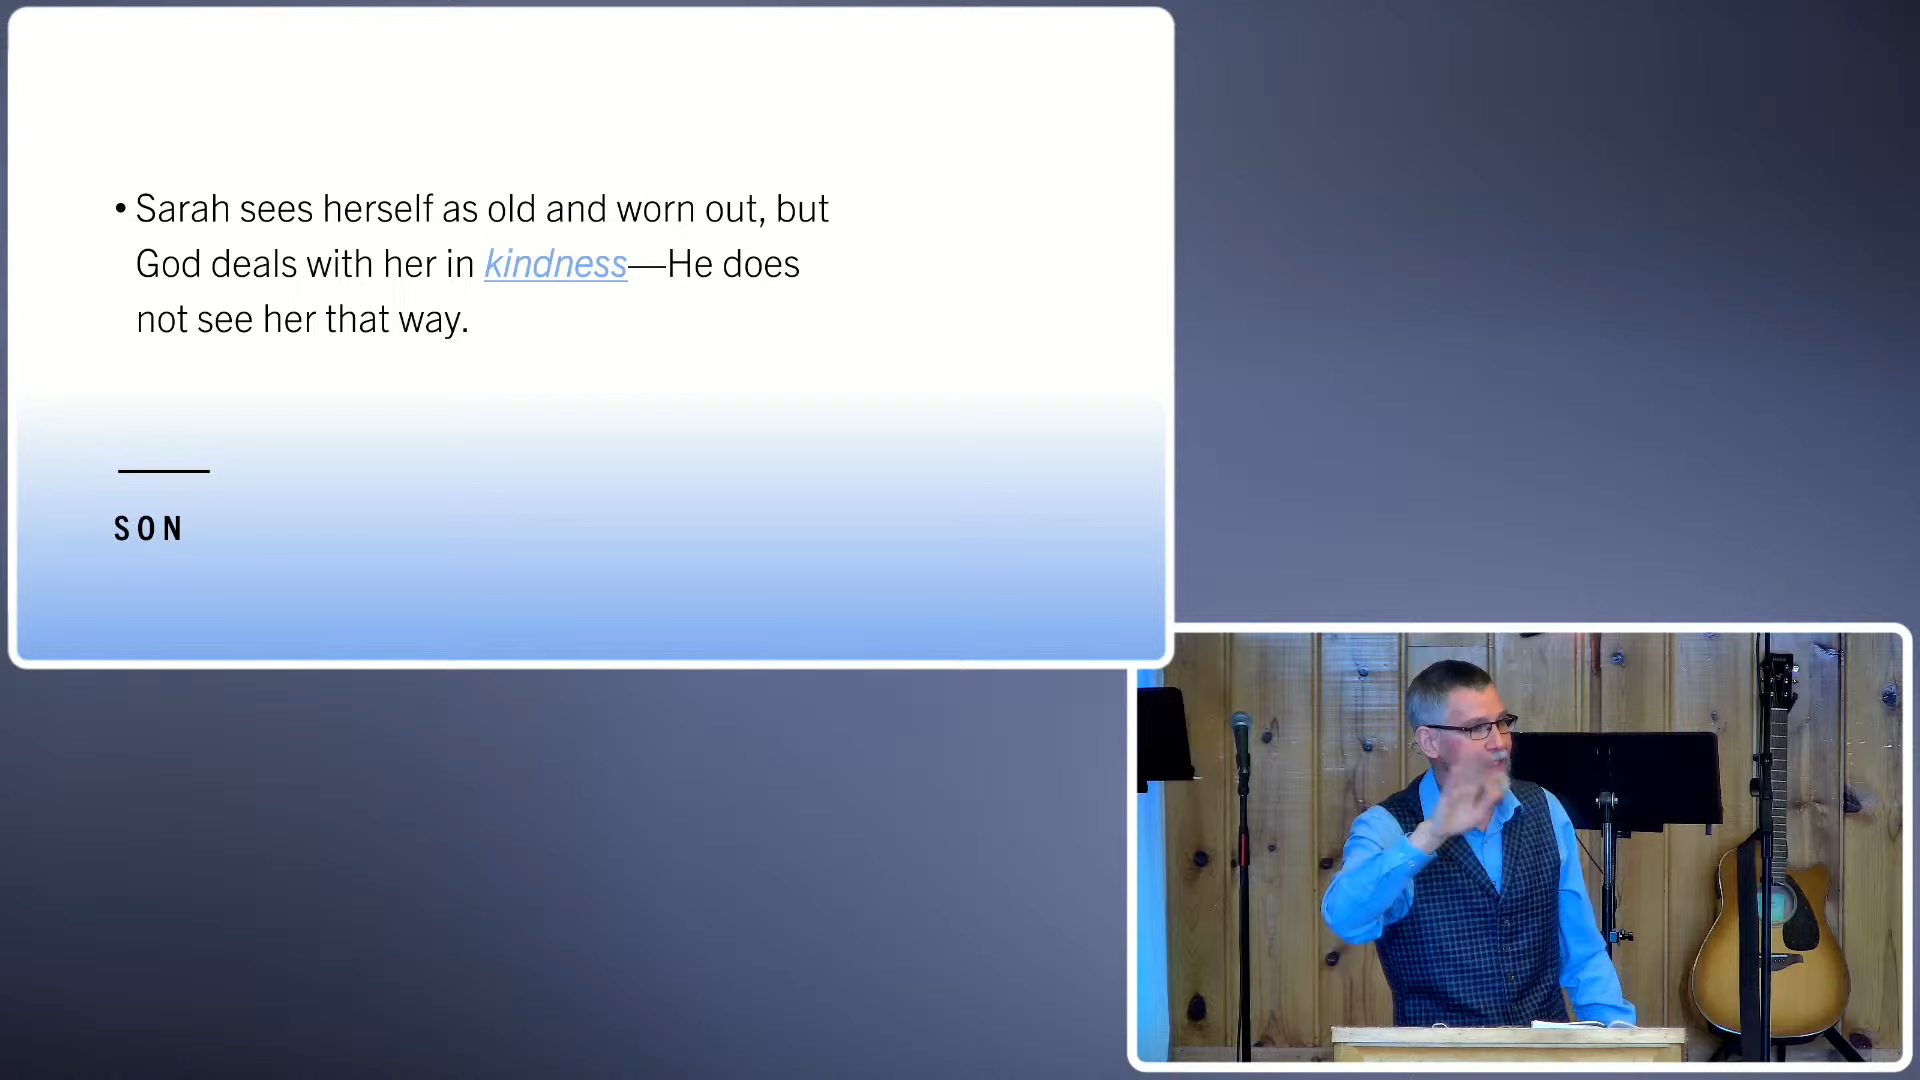 • Sarah sees herself as old and worn out, but
God deals with her in kindness—He does
not see her that way.
SON